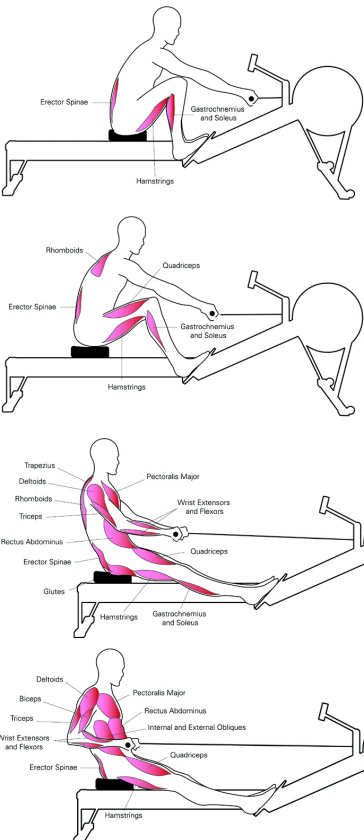 Erector Spinae
Gastrochnemius
and Soleus
Hamstrings
Rhomboids
Quadriceps
Erector Spinae
Gastrochnemius
and Soleus
Hamstrings
Trapezius
Deltoids
Pectoralis Major
Rhomboids
Wrist Extensors
and Flexors
Triceps
Rectus Abdominus
Quadriceps
Erector Spinae
Glutes
Hamstrings
Gastrochnemius
and Soleus
Deltoids
Pectoralis Major
Biceps
Rectus Abdominus
Triceps
Internal and External Obliques
Wrist Extensors
and Flexors
Quadriceps
Erector Spinae
Hamstrings